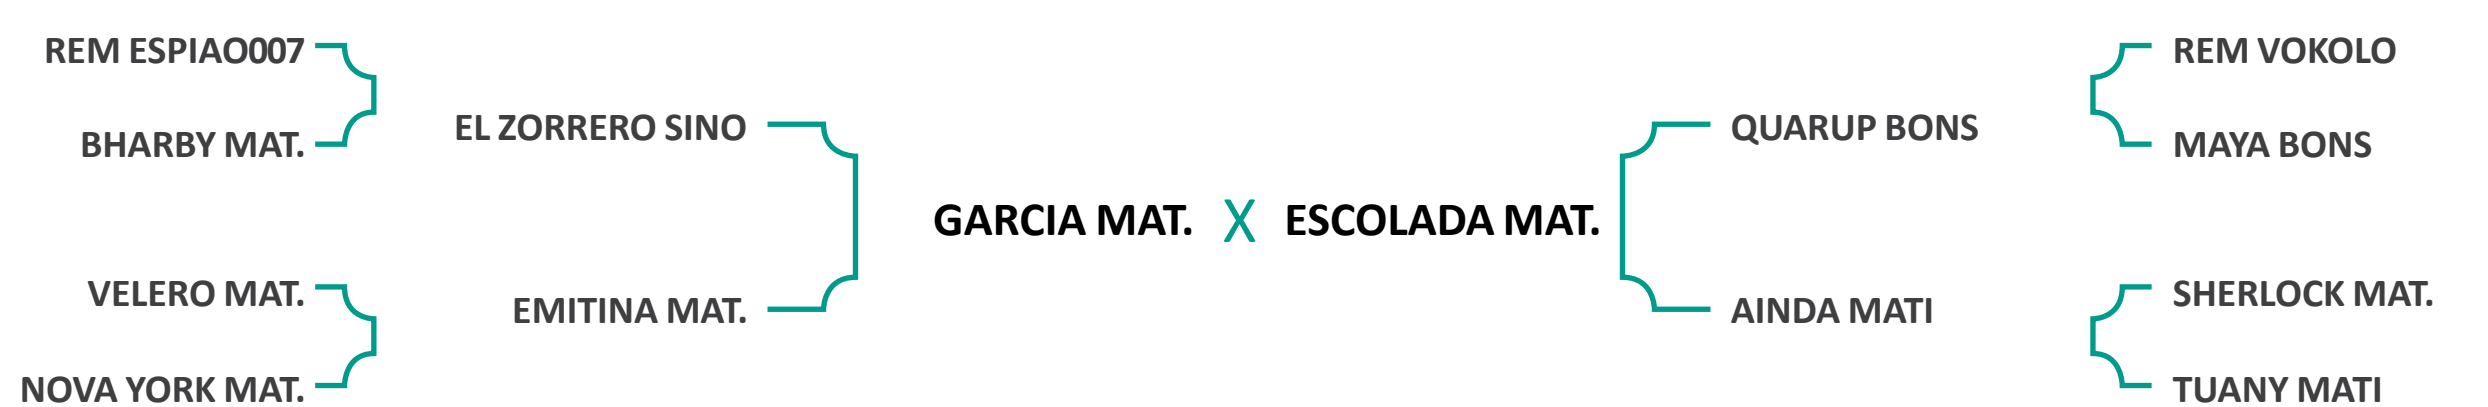 REM ESPIAO007
BHARBY MAT.
VELERO MAT.
NOVA YORK MAT.
EL ZORRERO SINO
EMITINA MAT.
GARCIA MAT. X ESCOLADA MAT.
QUARUP BONS
AINDA MATI
REM VOKOLO
MAYA BONS
SHERLOCK MAT.
TUANY MATI